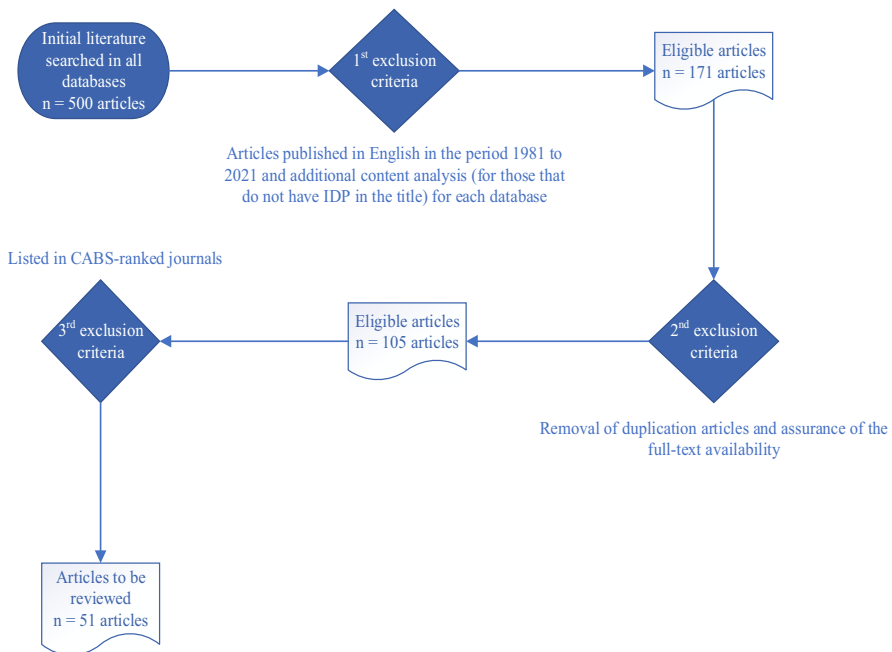 Initial literature
searched in all
databases
n = 500 articles
1st exclusion
criteria
Eligible articles
n = 171 articles
Articles published in English in the period 1981 to
2021 and additional content analysis (for those that
do not have IDP in the title) for each database
Listed in CABS-ranked journals
3rd exclusion
criteria
Eligible articles
n = 105 articles
2nd exclusion
criteria
Removal of duplication articles and assurance of the
full-text availability
Articles to be
reviewed
n = 51 articles